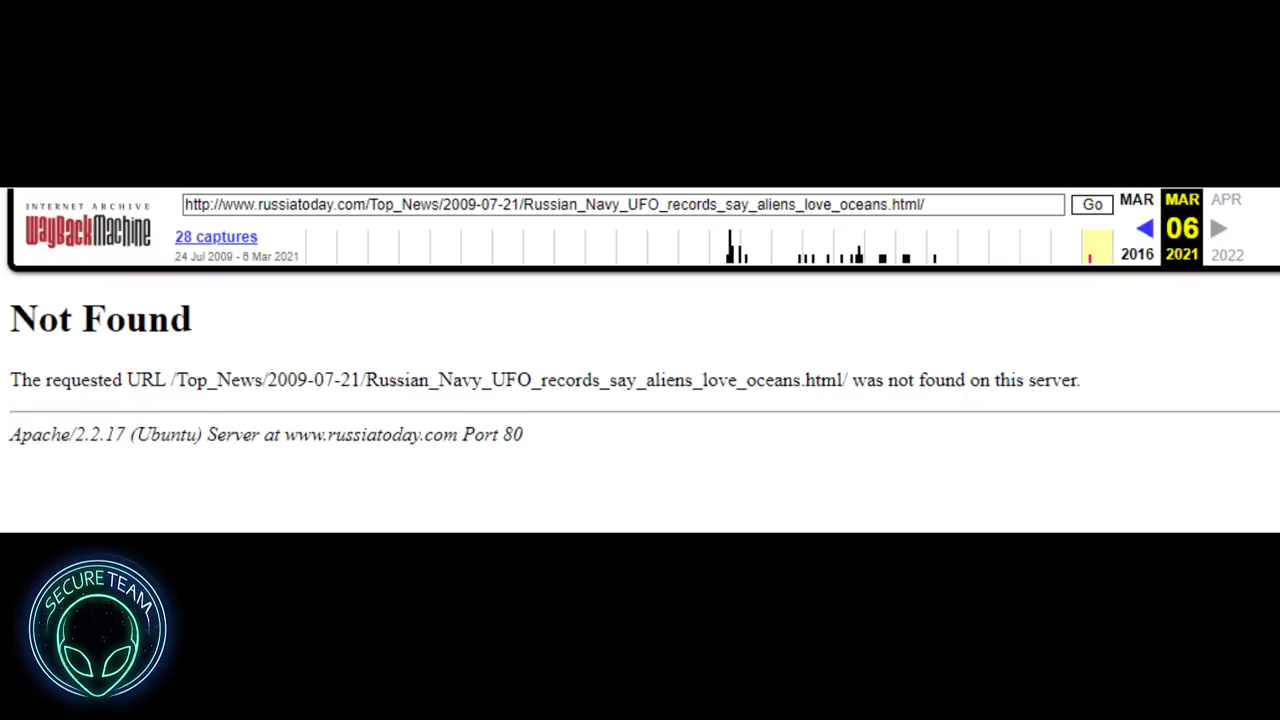 INTERNET ARCHIVE
WayBackMachine
http://www.russiatoday.com/Top_News/2009-07-21/Russian_Navy_UFO_records_say_aliens_love_oceans.html/
Go
MAR MAR APR
28 captures
06
24 Jul 2009 - 6 Mar 2021
2016 2021 2022
Not Found
The requested URL /Top_News/2009-07-21/Russian_Navy_UFO_records_say_aliens_love_oceans.html/ was not found on this server.
Apache/2.2.17 (Ubuntu) Server at www.russiatoday.com Port 80
SECURETEAM